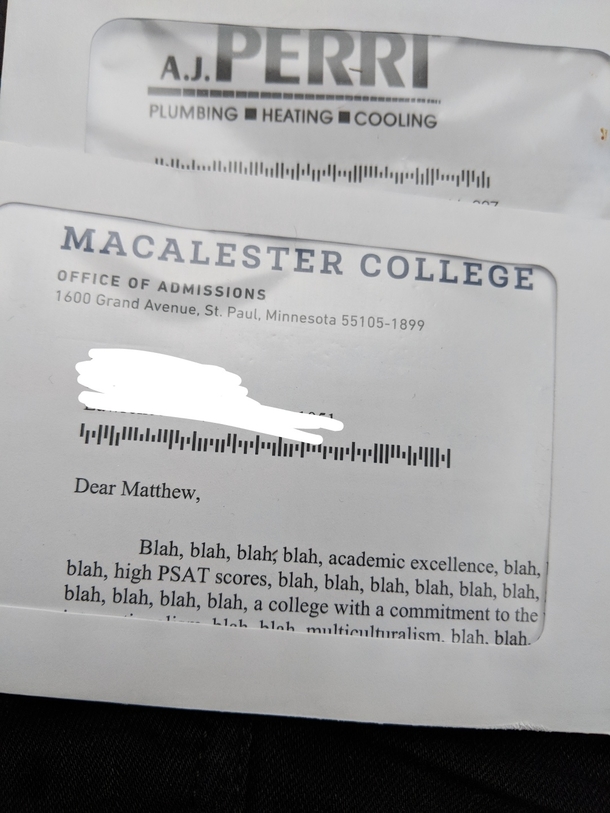 A.J. PERRI
PLUMBING ■ HEATING ■ COOLING
MACALESTER COLLEGE
OFFICE OF ADMISSIONS
1600 Grand Avenue, St. Paul, Minnesota 55105-1899
Dear Matthew,
Blah, blah, blah, blah, academic excellence, blah,
blah, high PSAT scores, blah, blah, blah, blah, blah, blah,
blah, blah, blah, blah, a college with a commitment to the
blah, blah, multiculturalism, blah, blah,